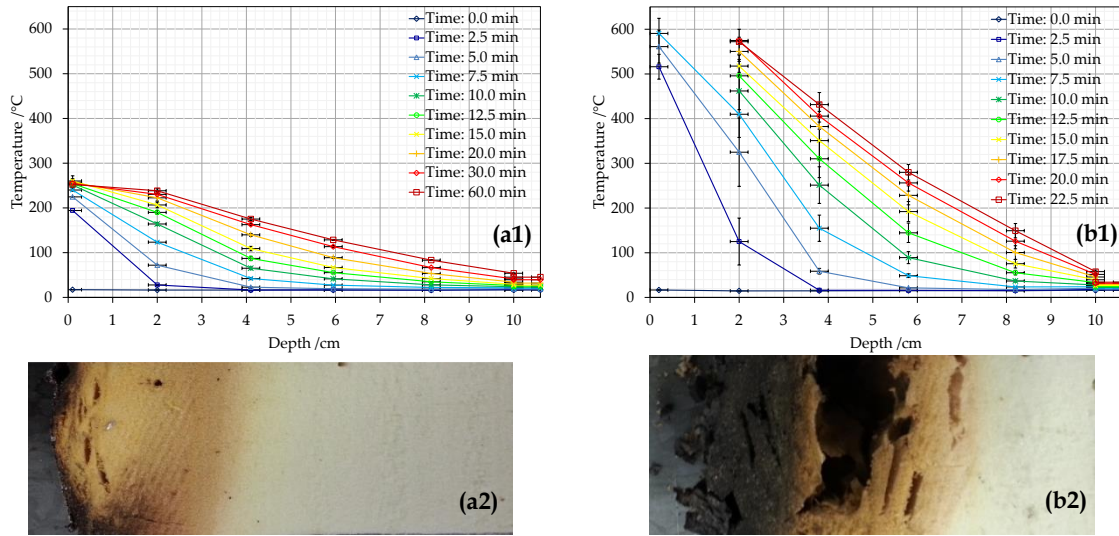 600
500
400
300
200
100
0
Temperature /°C
0 1 2 3 4 5 6 7 8 9 10
Depth /cm
Time: 0.0 min
Time: 2.5 min
Time: 5.0 min
Time: 7.5 min
Time: 10.0 min
Time: 12.5 min
Time: 15.0 min
Time: 20.0 min
Time: 30.0 min
Time: 60.0 min
(a1)
600
500
400
300
200
100
0
Temperature /°C
0 1 2 3 4 5 6 7 8 9 10
Depth /cm
Time: 0.0 min
Time: 2.5 min
Time: 5.0 min
Time: 7.5 min
Time: 10.0 min
Time: 12.5 min
Time: 15.0 min
Time: 17.5 min
Time: 20.0 min
Time: 22.5 min
(b1)
(a2)
(b2)